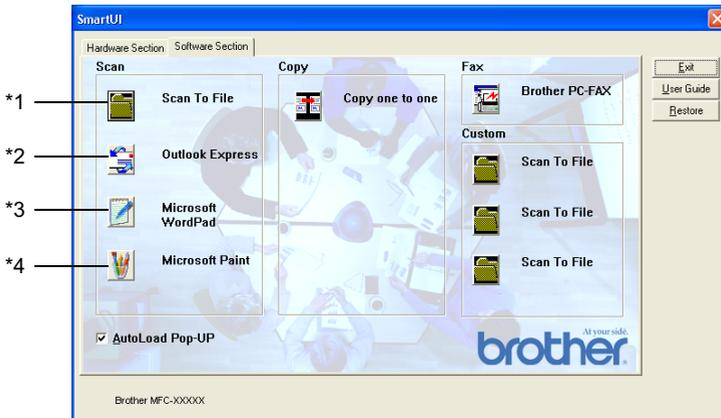 SmartUI
Hardware Section
Software Section
Scan
*1
Scan To File
*2
Outlook Express
*3
Microsoft
WordPad
*4
Microsoft Paint
Copy
Copy one to one
Fax
Brother PC-FAX
Custom
Scan To File
Scan To File
Scan To File
Exit
User Guide
Restore
AutoLoad Pop-UP
At your side.
brother
Brother MFC-XXXXX